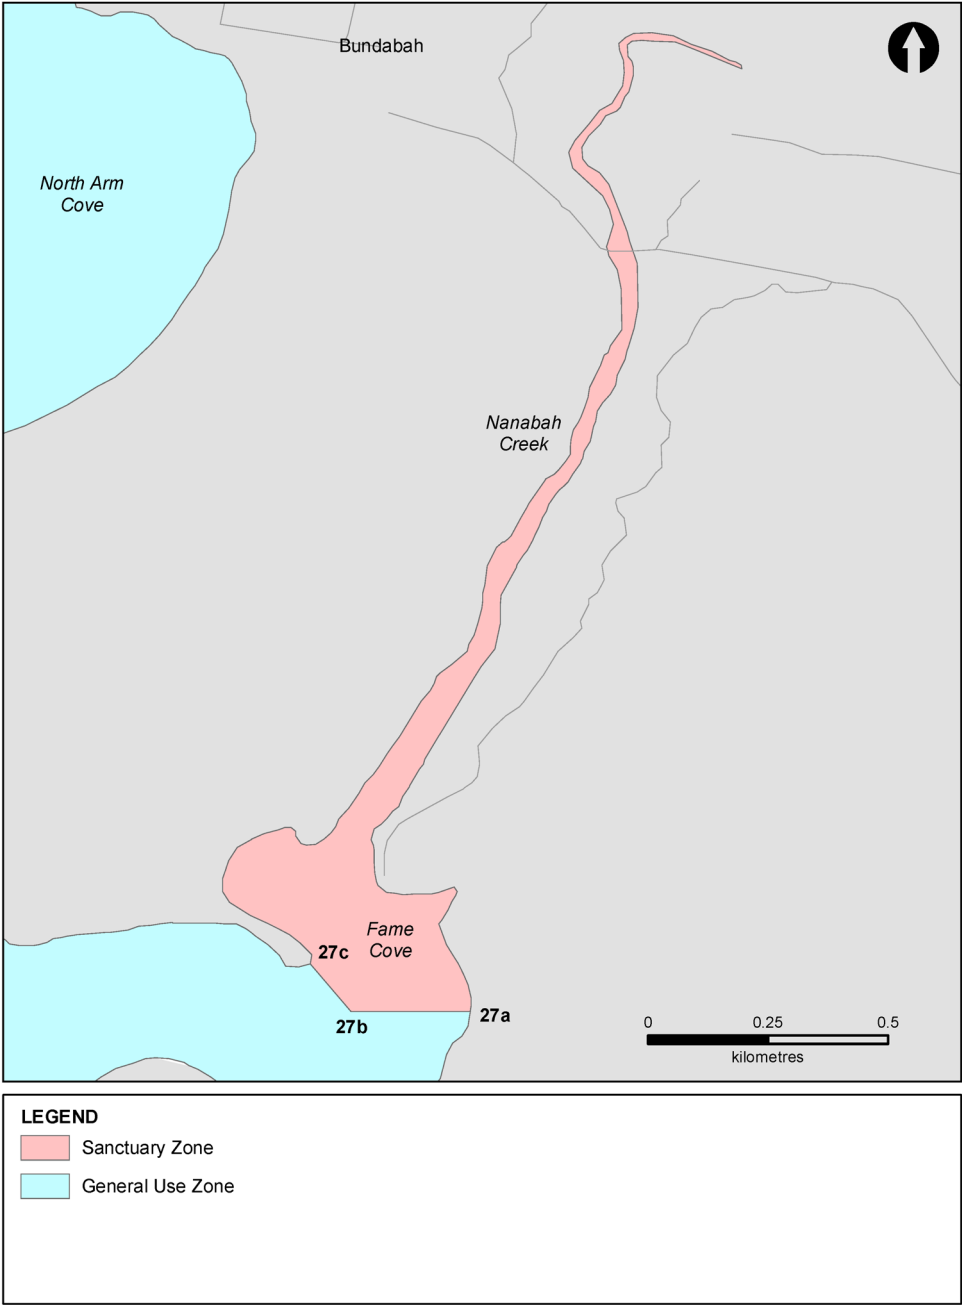 Bundabah
North Arm
Cove
Nanabah
Creek
Fame
Cove
27c
27b
27a
0 0.25 0.5
kilometres
LEGEND
Sanctuary Zone
General Use Zone